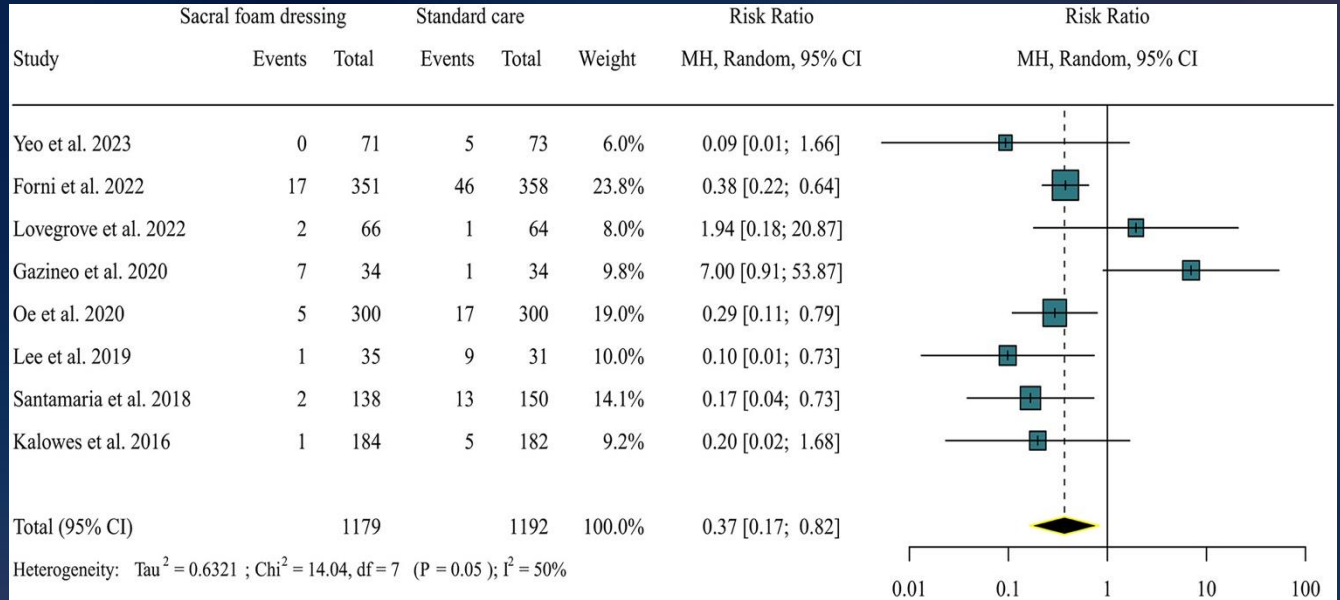 Sacral foam dressing Standard care Risk Ratio Risk Ratio
Study Events Total Events Total Weight MH, Random, 95% CI MH, Random, 95% CI
Yeo et al. 2023 0 71 5 73 6.0% 0.09 [0.01; 1.66]
Forni et al. 2022 17 351 46 358 23.8% 0.38 [0.22; 0.64]
Lovegrove et al. 2022 2 66 1 64 8.0% 1.94 [0.18; 20.87]
Gazineo et al. 2020 7 34 1 34 9.8% 7.00 [0.91; 53.87]
Oe et al. 2020 5 300 17 300 19.0% 0.29 [0.11; 0.79]
Lee et al. 2019 1 35 9 31 10.0% 0.10 [0.01; 0.73]
Santamaria et al. 2018 2 138 13 150 14.1% 0.17 [0.04; 0.73]
Kalowes et al. 2016 1 184 5 182 9.2% 0.20 [0.02; 1.68]
Total (95% CI) 1179 1192 100.0% 0.37 [0.17; 0.82]
Heterogeneity: Tau² = 0.6321 ; Chi² = 14.04, df = 7 (P = 0.05 ); I² = 50%
0.01 0.1 1 10 100